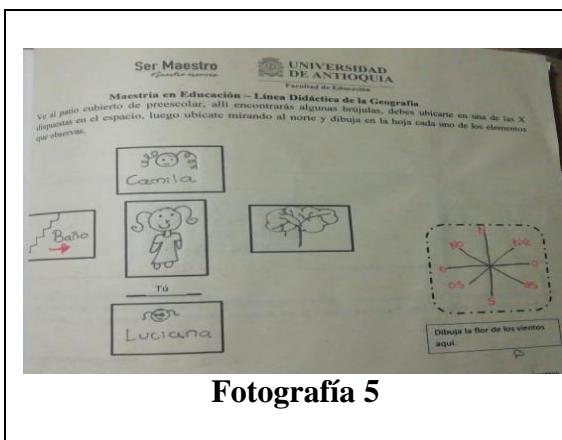 Ser Maestro
UNIVERSIDAD
DE ANTIOQUIA
Facultad de Educación
Maestría en Educación – Línea Didáctica de la Geografía
Ve al patio cubierto de preescolar, allí encontrarás algunas brújulas, debes ubicarte en una de las X
dispuestas en el espacio, luego ubícate mirando al norte y dibuja en la hoja cada uno de los elementos
que observas.
Camila
Baño
Tú
Luciana
N
NO
NE
O
OS
S
Dibuja la flor de los vientos
aquí.
Fotografía 5